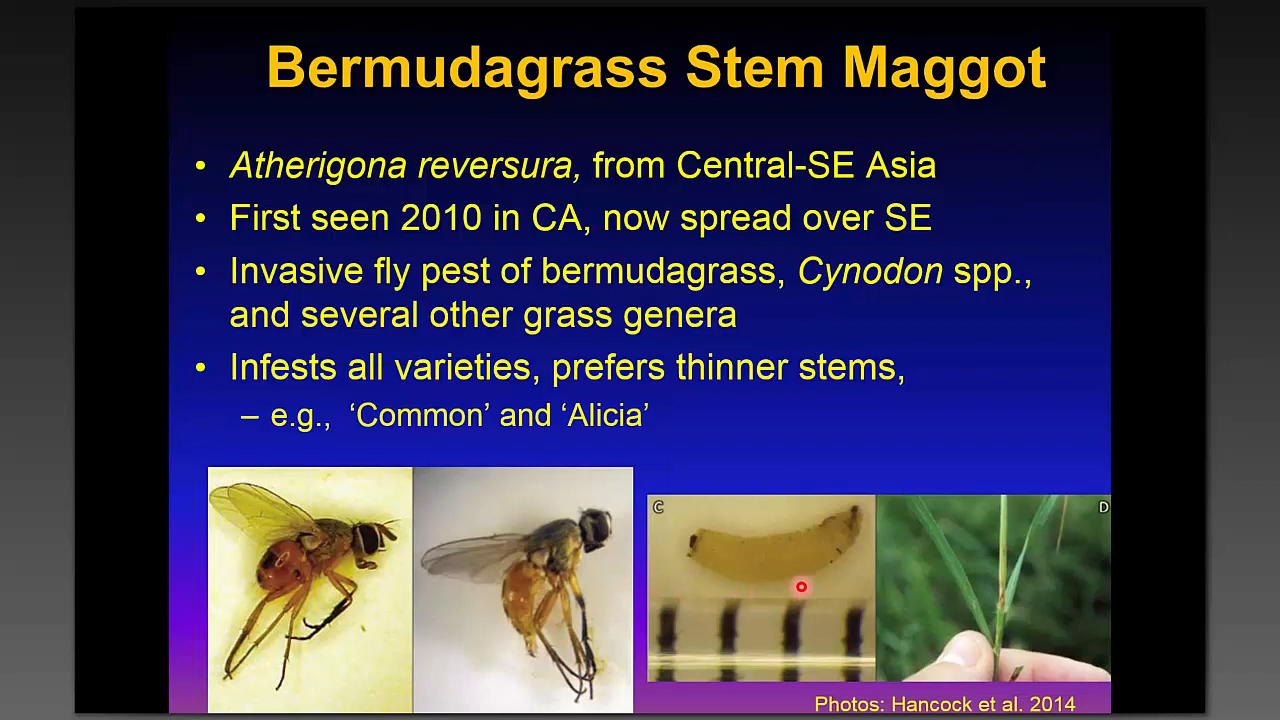 Bermudagrass Stem Maggot
• Atherigona reversura, from Central-SE Asia
• First seen 2010 in CA, now spread over SE
• Invasive fly pest of bermudagrass, Cynodon spp.,
and several other grass genera
• Infests all varieties, prefers thinner stems,
– e.g., ‘Common’ and ‘Alicia’
C
D
Photos: Hancock et al. 2014